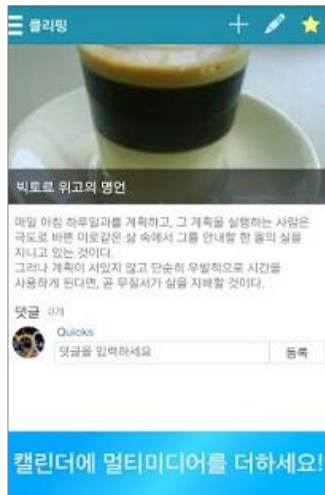 클리핑
빅토르 위고의 명언
매일 아침 하루일과를 계획하고, 그 계획을 실행하는 사람은
극도로 바쁜 미로같은 삶 속에서 그를 안내할 한 올의 실을
지니고 있는 것이다.
그러나 계획이 서있지 않고 단순히 우발적으로 시간을
사용하게 된다면, 곧 무질서가 삶을 지배할 것이다.
댓글 0개
Quicks
댓글을 입력하세요 등록
캘린더에 멀티미디어를 더하세요!